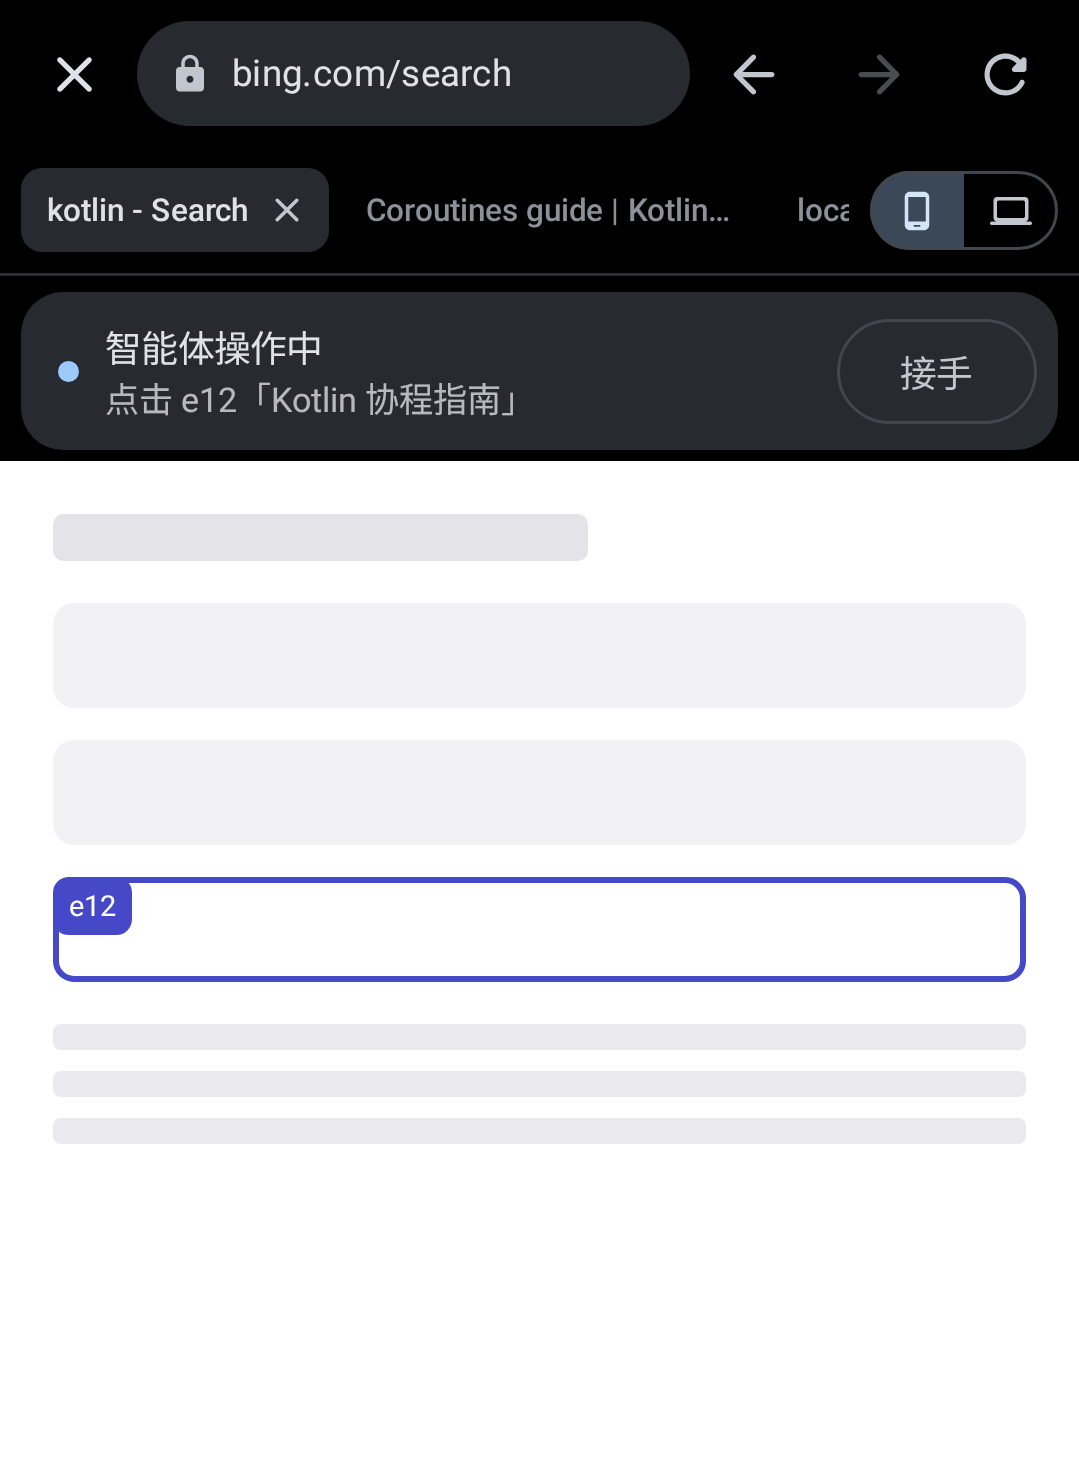 bing.com/search
kotlin - Search
Coroutines guide | Kotlin...
loca
智能体操作中
点击 e12「Kotlin 协程指南」
接手
e12